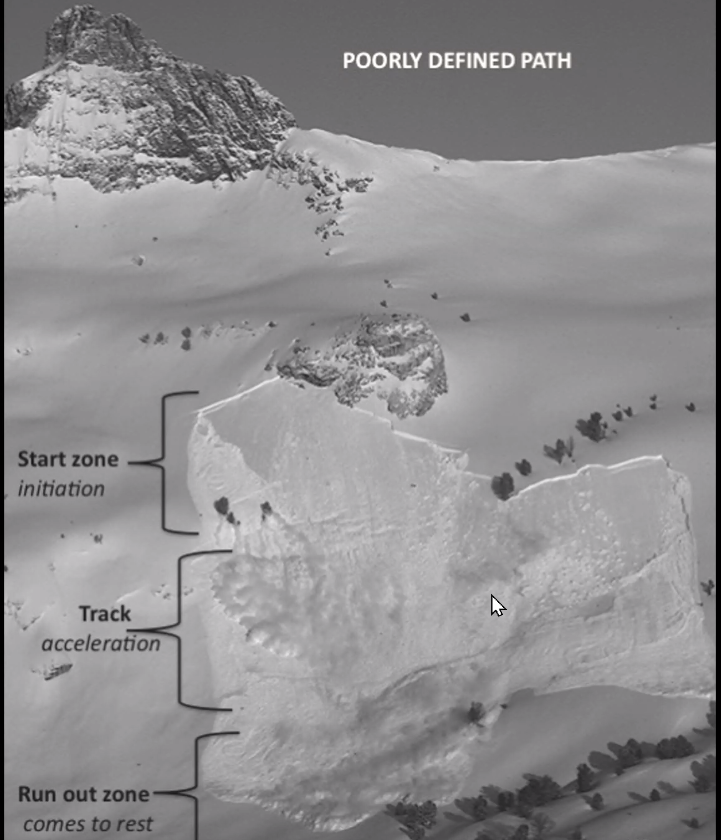 POORLY DEFINED PATH
Start zone
initiation
Track
acceleration
Run out zone
comes to rest